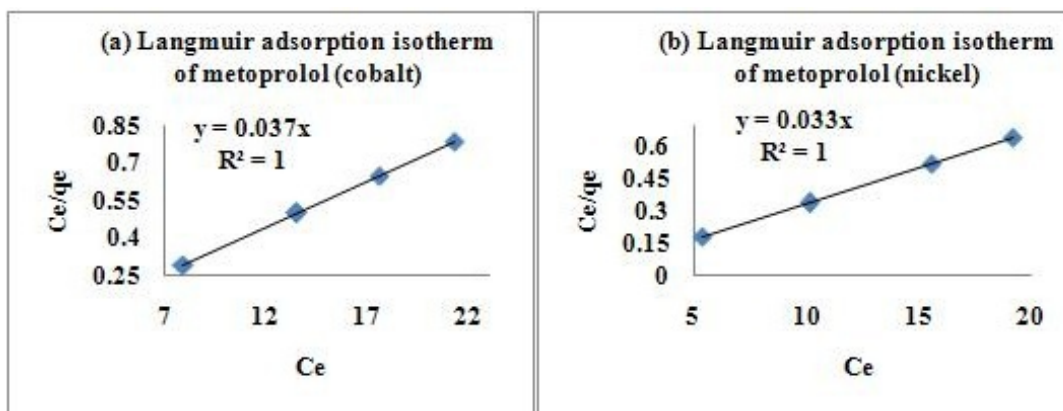 (a) Langmuir adsorption isotherm
of metoprolol (cobalt)
y = 0.037x
R² = 1
0.85
0.7
0.55
0.4
0.25
Ce/qe
7 12 17 22
Ce
(b) Langmuir adsorption isotherm
of metoprolol (nickel)
y = 0.033x
R² = 1
0.6
0.45
0.3
0.15
0
Ce/qe
5 10 15 20
Ce